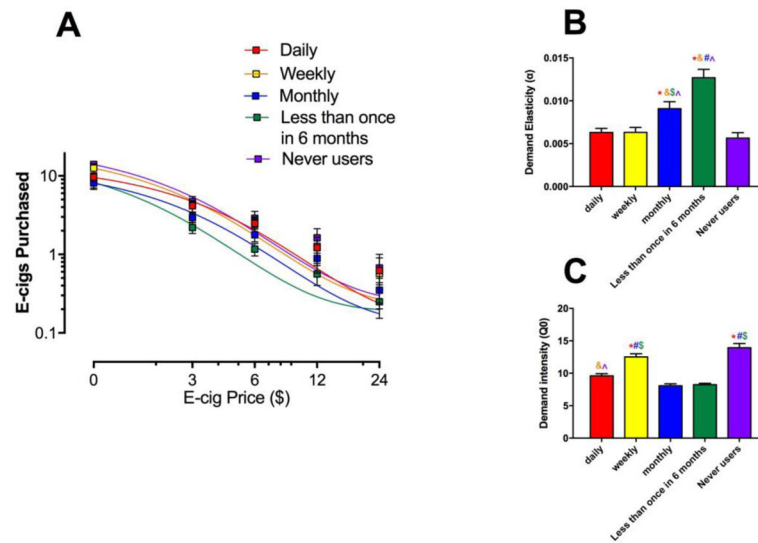 A
Daily
Weekly
Monthly
Less than once
in 6 months
Never users
E-cigs Purchased
10
1
0.1
0
3
6
12
24
E-cig Price ($)
B
Demand Elasticity (α)
0.015
0.010
0.005
0.000
*&$^
*&#^
daily
weekly
monthly
Less than once in 6 months
Never users
C
Demand intensity (Q0)
20
15
10
5
0
&^
*#$
*#$
daily
weekly
monthly
Less than once in 6 months
Never users